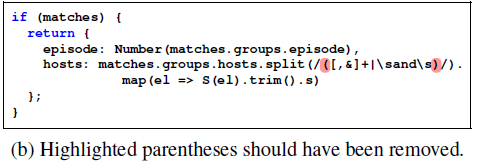 if (matches) {
  return {
    episode: Number(matches.groups.episode),
    hosts: matches.groups.hosts.split(/([,&]+|\sand\s)/).
           map(el => S(el).trim().s)
  };
}
(b) Highlighted parentheses should have been removed.